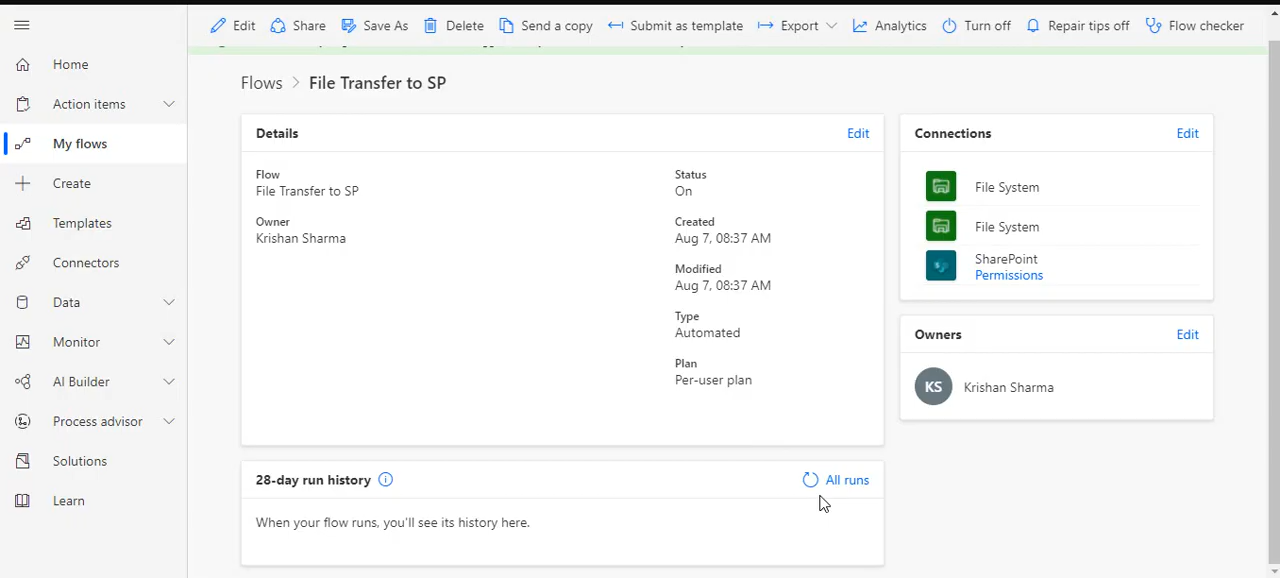 Edit Share Save As Delete Send a copy Submit as template Export Analytics Turn off Repair tips off Flow checker
Home
Action items
My flows
Create
Templates
Connectors
Data
Monitor
AI Builder
Process advisor
Solutions
Learn
Flows > File Transfer to SP
Details Edit
Flow
File Transfer to SP
Owner
Krishan Sharma
Status
On
Created
Aug 7, 08:37 AM
Modified
Aug 7, 08:37 AM
Type
Automated
Plan
Per-user plan
Connections Edit
File System
File System
SharePoint
Permissions
Owners Edit
KS Krishan Sharma
28-day run history All runs
When your flow runs, you'll see its history here.